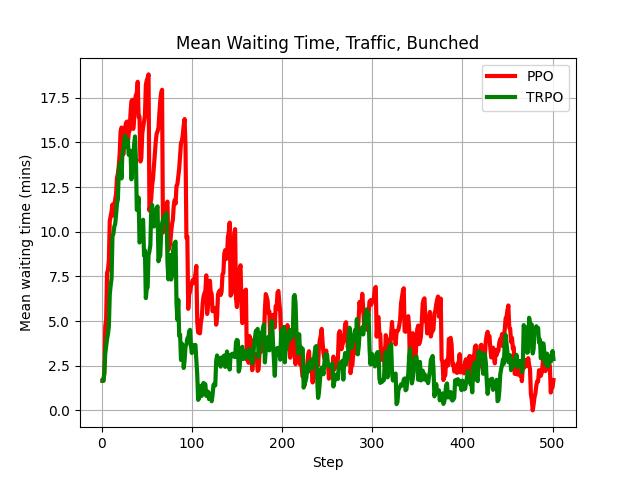 Mean Waiting Time, Traffic, Bunched
PPO
TRPO
Mean waiting time (mins)
17.5
15.0
12.5
10.0
7.5
5.0
2.5
0.0
0 100 200 300 400 500
Step